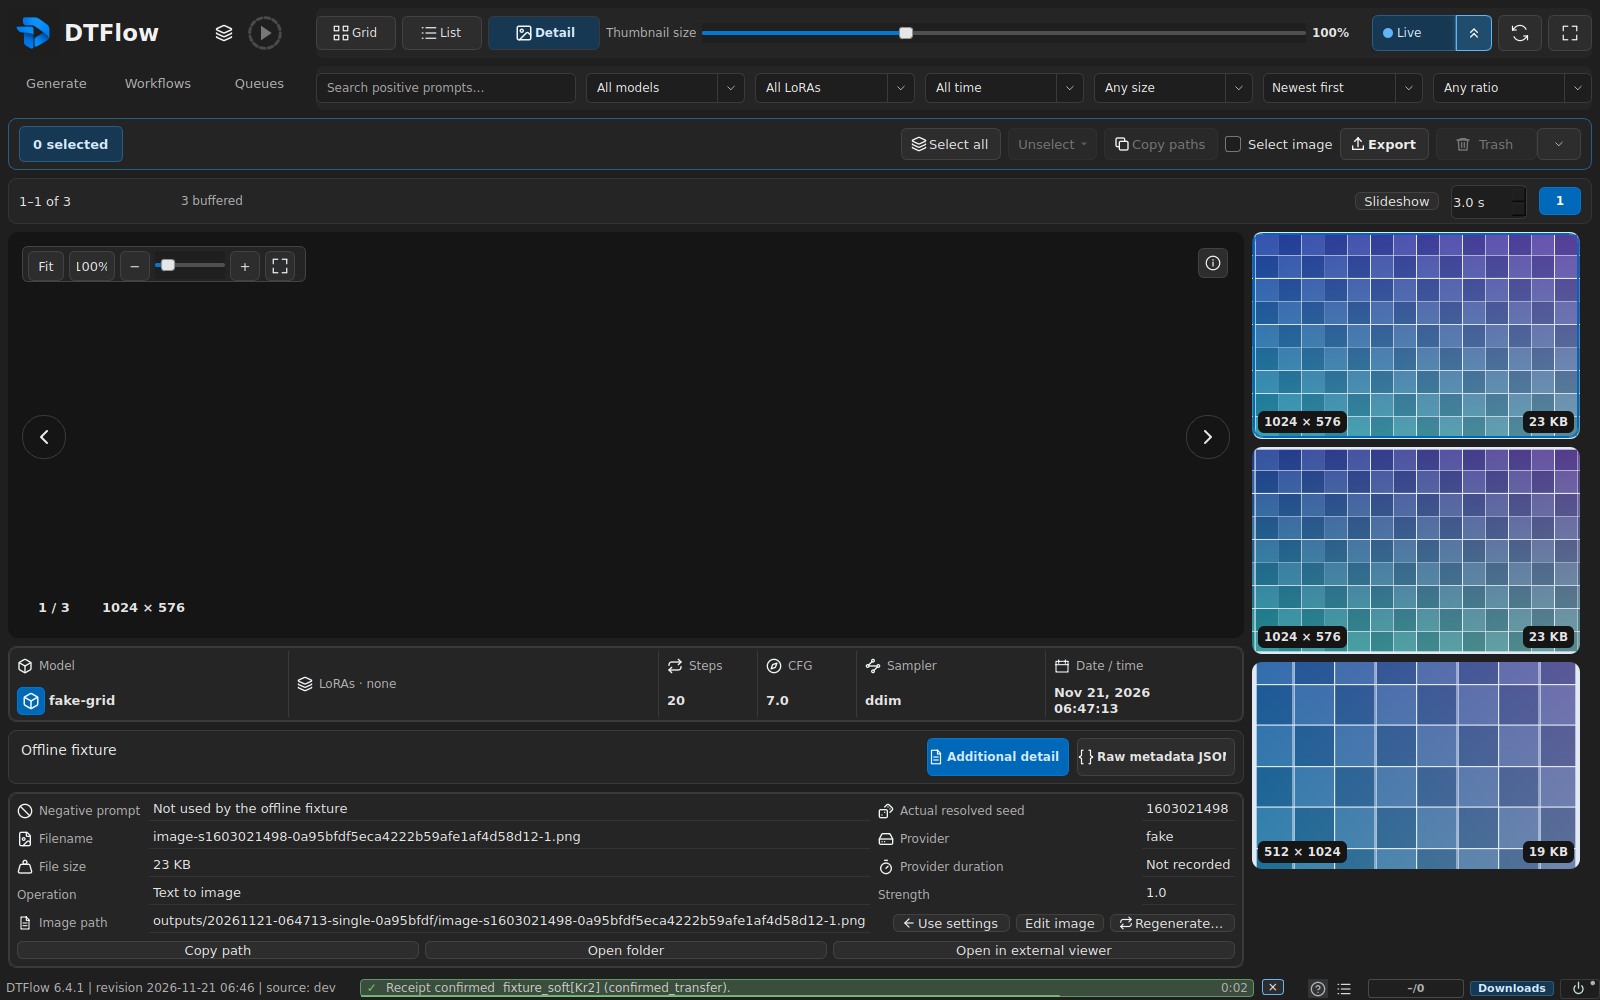 DTFlow
Grid
List
Detail
Thumbnail size
100%
Live
Generate
Workflows
Queues
Search positive prompts...
All models
All LoRAs
All time
Any size
Newest first
Any ratio
0 selected
Select all
Unselect
Copy paths
Select image
Export
Trash
1–1 of 3
3 buffered
Slideshow
3.0 s
1
Fit
100%
1 / 3
1024 × 576
1024 × 576
23 KB
1024 × 576
23 KB
512 × 1024
19 KB
Model
fake-grid
LoRAs · none
Steps
20
CFG
7.0
Sampler
ddim
Date / time
Nov 21, 2026
06:47:13
Offline fixture
Additional detail
{ } Raw metadata JSON
Negative prompt
Not used by the offline fixture
Filename
image-s1603021498-0a95bfdf5eca4222b59afe1af4d58d12-1.png
File size
23 KB
Operation
Text to image
Image path
outputs/20261121-064713-single-0a95bfdf/image-s1603021498-0a95bfdf5eca4222b59afe1af4d58d12-1.png
Actual resolved seed
1603021498
Provider
fake
Provider duration
Not recorded
Strength
1.0
Use settings
Edit image
Regenerate...
Copy path
Open folder
Open in external viewer
DTFlow 6.4.1 | revision 2026-11-21 06:46 | source: dev
✓ Receipt confirmed fixture_soft[Kr2] (confirmed_transfer).
0:02
–/0
Downloads